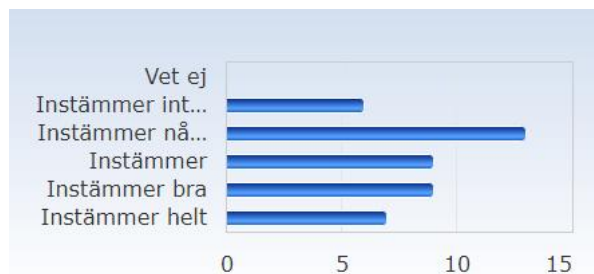 Vet ej
Instämmer int...
Instämmer nå...
Instämmer
Instämmer bra
Instämmer helt
0 5 10 15